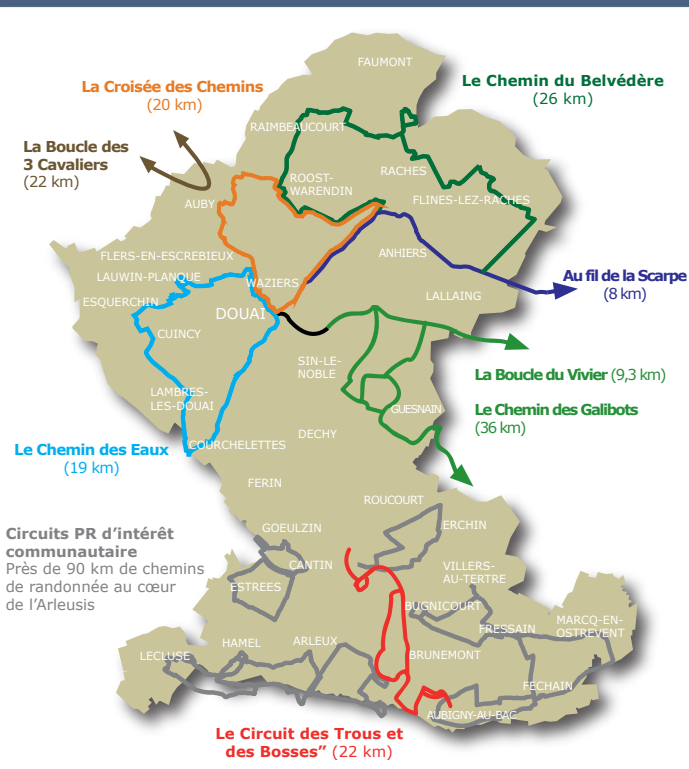 FAUMONT
La Croisée des Chemins
(20 km)
Le Chemin du Belvédère
(26 km)
RAIMBEAUCOURT
La Boucle des
3 Cavaliers
(22 km)
ROOST-
WARENDIN
RACHES
AUBY
FLINES-LEZ-RACHES
FLERS-EN-ESCREBIEUX
ANHIERS
LAUWIN-PLANQUE
WAZIERS
Au fil de la Scarpe
(8 km)
ESQUERCHIN
LALLAING
DOUAI
CUINCY
SIN-LE-
NOBLE
La Boucle du Vivier (9,3 km)
LAMBRES-
LES-DOUAI
GUESNAIN
Le Chemin des Galibots
(36 km)
DECHY
Le Chemin des Eaux
(19 km)
COURCHELETTES
FERIN
ROUCOURT
GOEULZIN
ERCHIN
Circuits PR d’intérêt
communautaire
Près de 90 km de chemins
de randonnée au cœur
de l’Arleusis
CANTIN
VILLERS-
AU-TERTRE
ESTREES
BUGNICOURT
FRESSAIN
MARCQ-EN-
OSTREVENT
HAMEL
ARLEUX
LECLUSE
BRUNEMONT
FECHAIN
AUBIGNY-AU-BAC
Le Circuit des Trous et
des Bosses” (22 km)